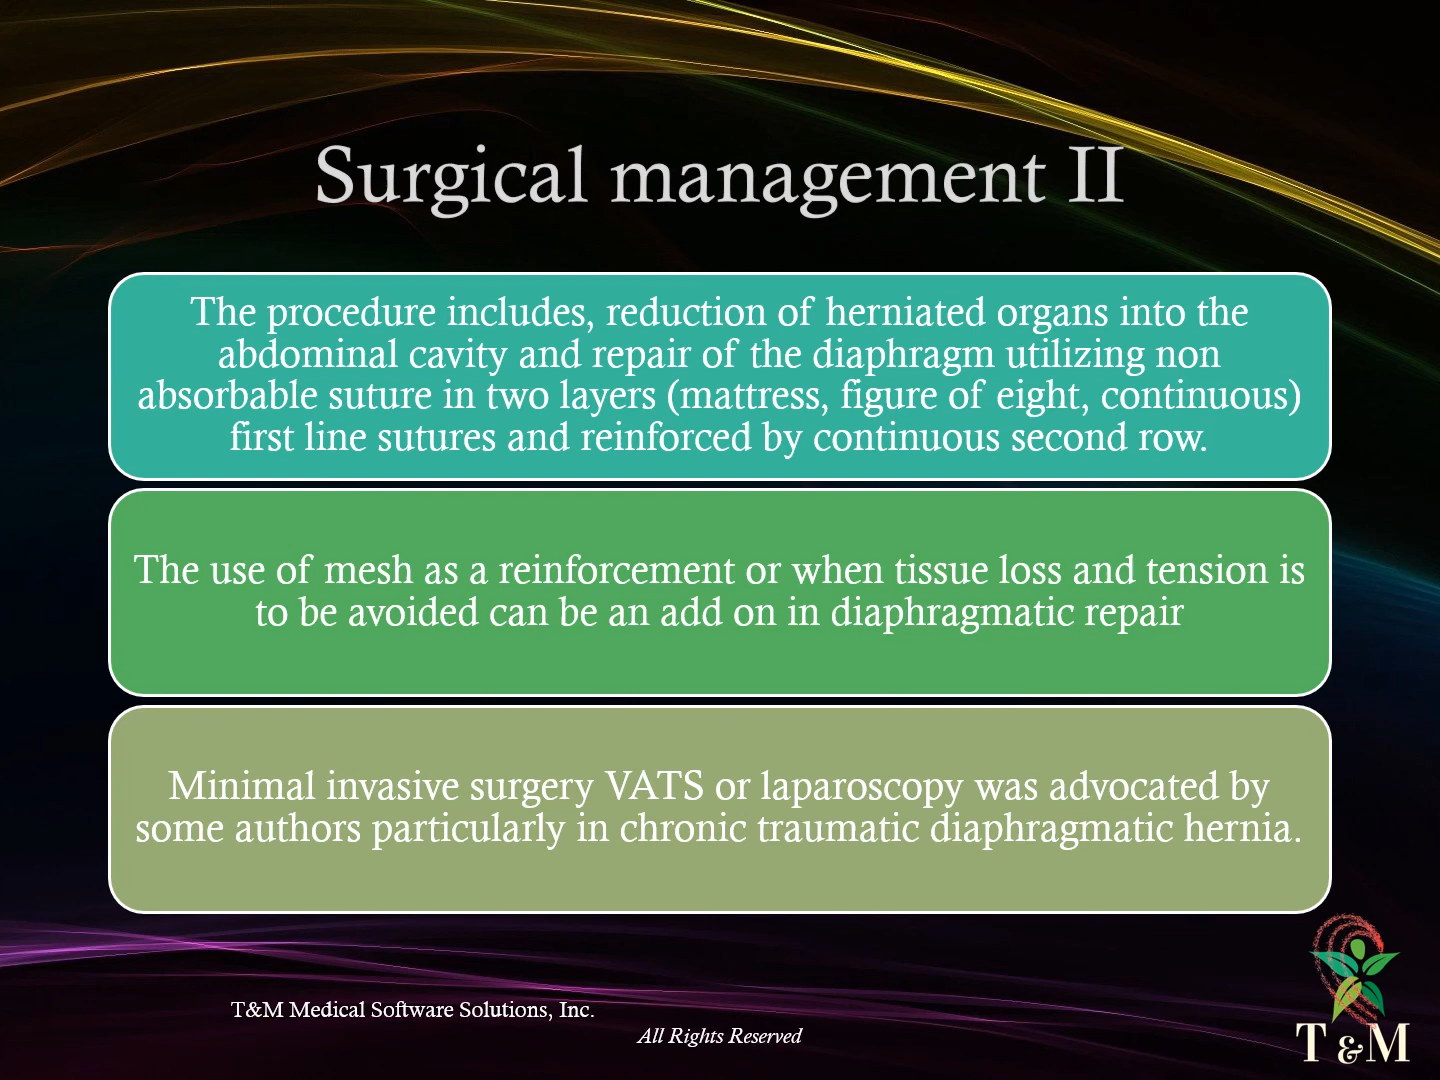 Surgical management II
The procedure includes, reduction of herniated organs into the
abdominal cavity and repair of the diaphragm utilizing non
absorbable suture in two layers (mattress, figure of eight, continuous)
first line sutures and reinforced by continuous second row.
The use of mesh as a reinforcement or when tissue loss and tension is
to be avoided can be an add on in diaphragmatic repair
Minimal invasive surgery VATS or laparoscopy was advocated by
some authors particularly in chronic traumatic diaphragmatic hernia.
T&M Medical Software Solutions, Inc.
All Rights Reserved
T &M